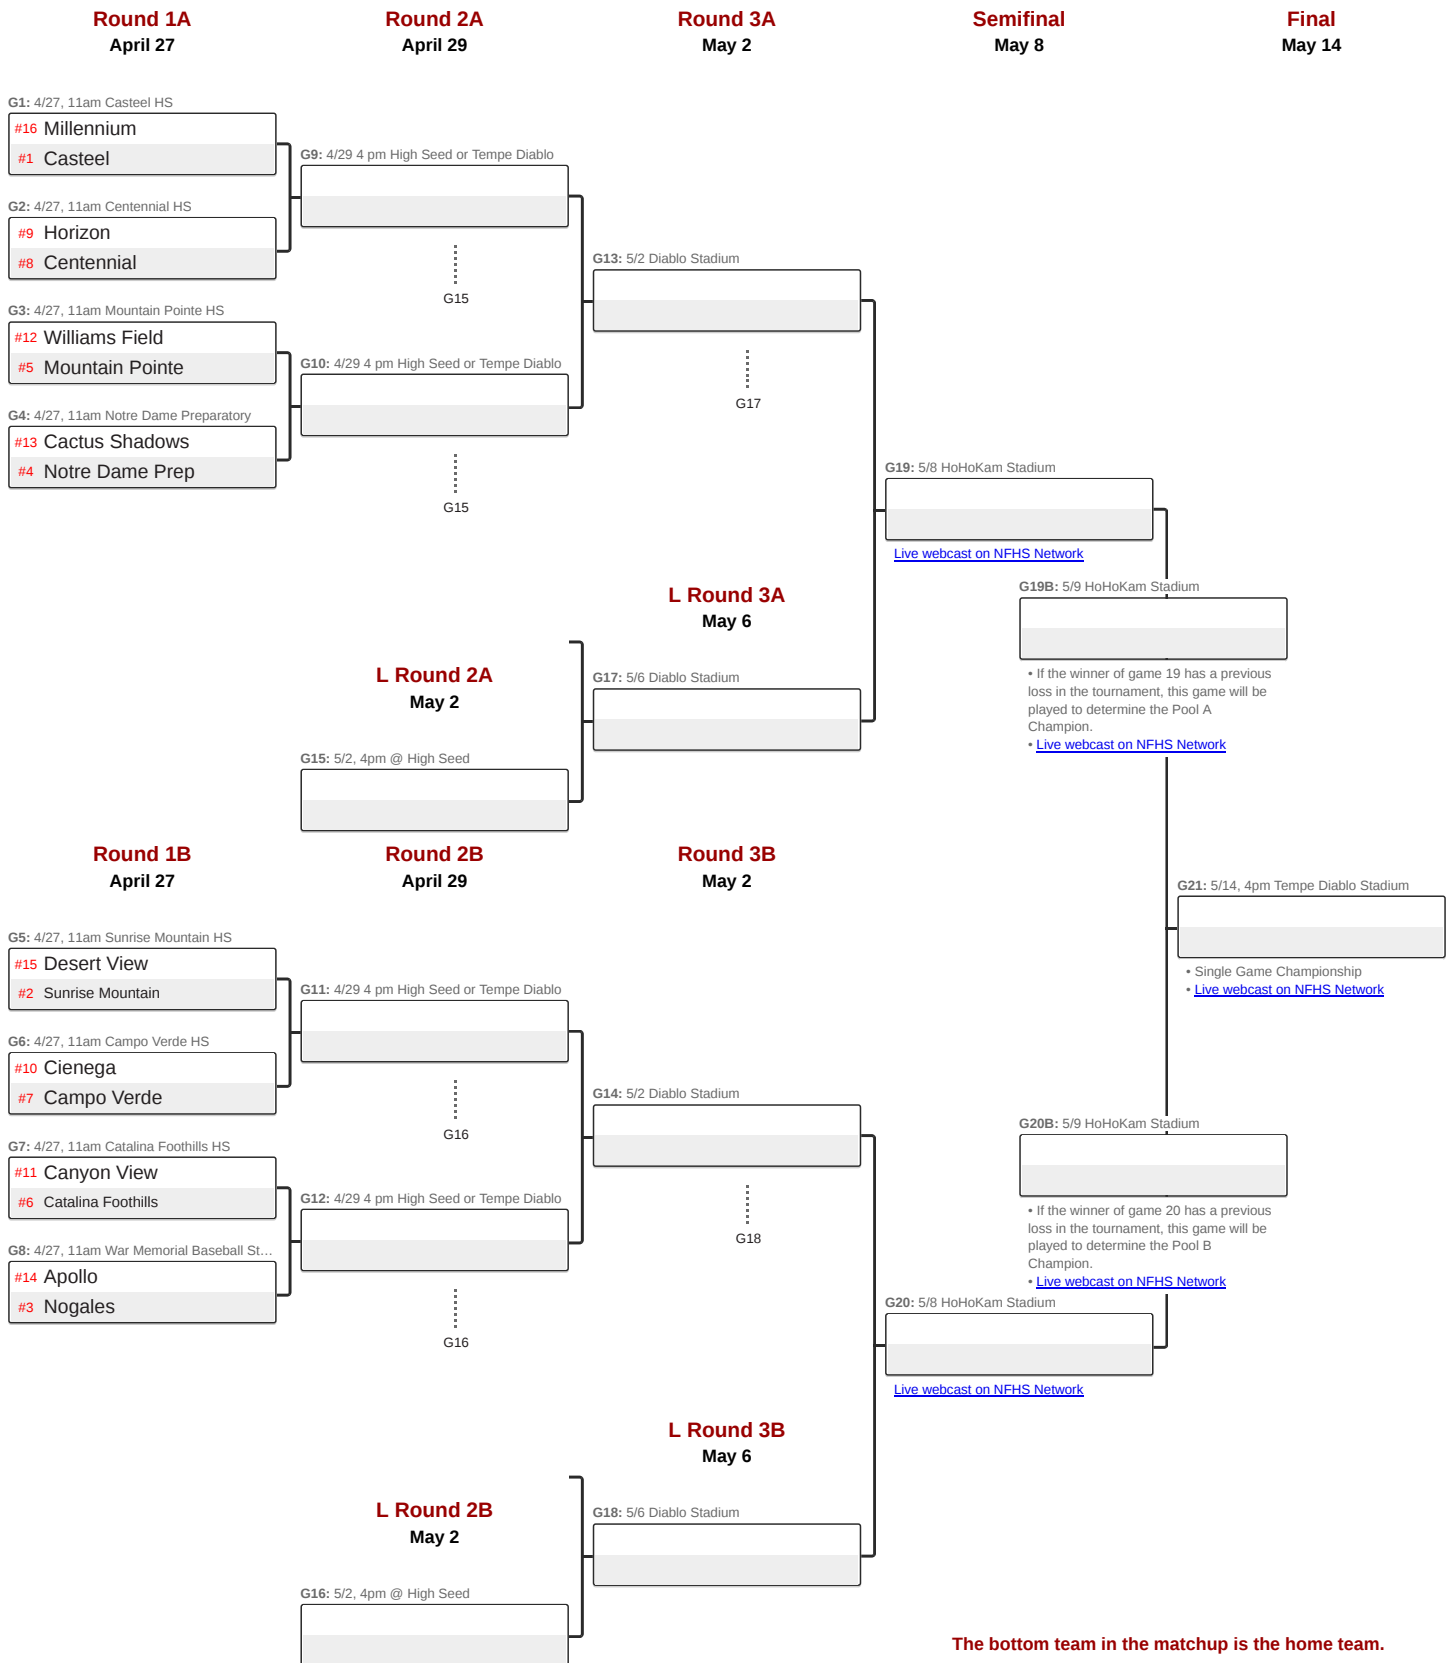 Round 1A
April 27
Round 2A
April 29
Round 3A
May 2
Semifinal
May 8
Final
May 14
G1: 4/27, 11am Casteel HS
#16 Millennium
#1 Casteel
G2: 4/27, 11am Centennial HS
#9 Horizon
#8 Centennial
G3: 4/27, 11am Mountain Pointe HS
#12 Williams Field
#5 Mountain Pointe
G4: 4/27, 11am Notre Dame Preparatory
#13 Cactus Shadows
#4 Notre Dame Prep
G9: 4/29 4 pm High Seed or Tempe Diablo
G15
G10: 4/29 4 pm High Seed or Tempe Diablo
G15
G13: 5/2 Diablo Stadium
G17
G19: 5/8 HoHoKam Stadium
Live webcast on NFHS Network
G19B: 5/9 HoHoKam Stadium
• If the winner of game 19 has a previous
loss in the tournament, this game will be
played to determine the Pool A
Champion.
• Live webcast on NFHS Network
L Round 3A
May 6
L Round 2A
May 2
G17: 5/6 Diablo Stadium
G15: 5/2, 4pm @ High Seed
Round 1B
April 27
Round 2B
April 29
Round 3B
May 2
G21: 5/14, 4pm Tempe Diablo Stadium
• Single Game Championship
• Live webcast on NFHS Network
G5: 4/27, 11am Sunrise Mountain HS
#15 Desert View
#2 Sunrise Mountain
G6: 4/27, 11am Campo Verde HS
#10 Cienega
#7 Campo Verde
G7: 4/27, 11am Catalina Foothills HS
#11 Canyon View
#6 Catalina Foothills
G8: 4/27, 11am War Memorial Baseball St…
#14 Apollo
#3 Nogales
G11: 4/29 4 pm High Seed or Tempe Diablo
G16
G12: 4/29 4 pm High Seed or Tempe Diablo
G16
G14: 5/2 Diablo Stadium
G18
G20B: 5/9 HoHoKam Stadium
• If the winner of game 20 has a previous
loss in the tournament, this game will be
played to determine the Pool B
Champion.
• Live webcast on NFHS Network
G20: 5/8 HoHoKam Stadium
Live webcast on NFHS Network
L Round 3B
May 6
L Round 2B
May 2
G18: 5/6 Diablo Stadium
G16: 5/2, 4pm @ High Seed
The bottom team in the matchup is the home team.